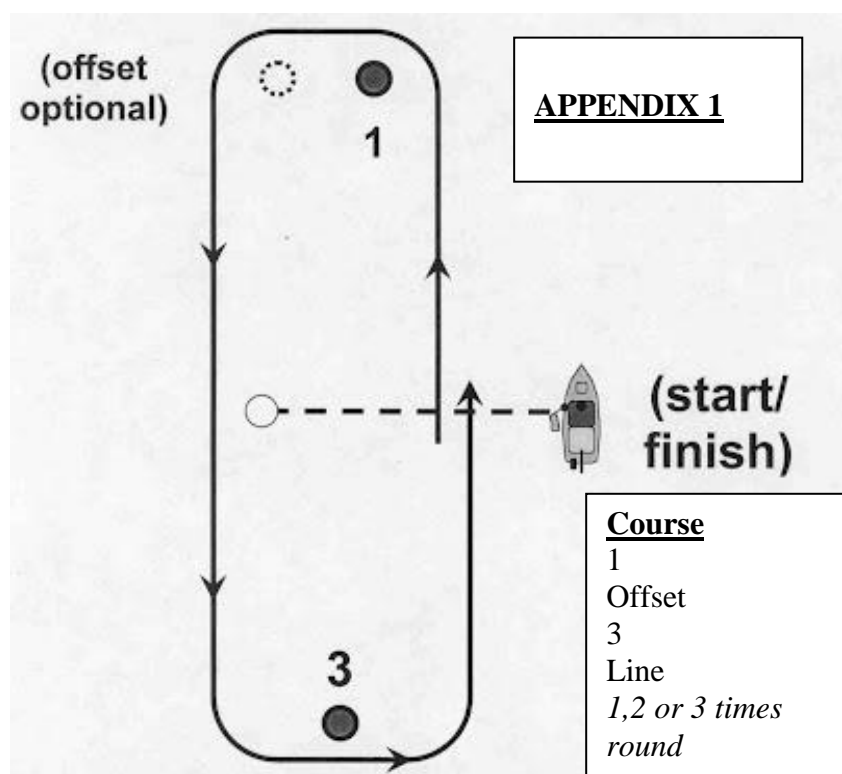 (offset
optional)
1
APPENDIX 1
(start/
finish)
3
Course
1
Offset
3
Line
1,2 or 3 times
round